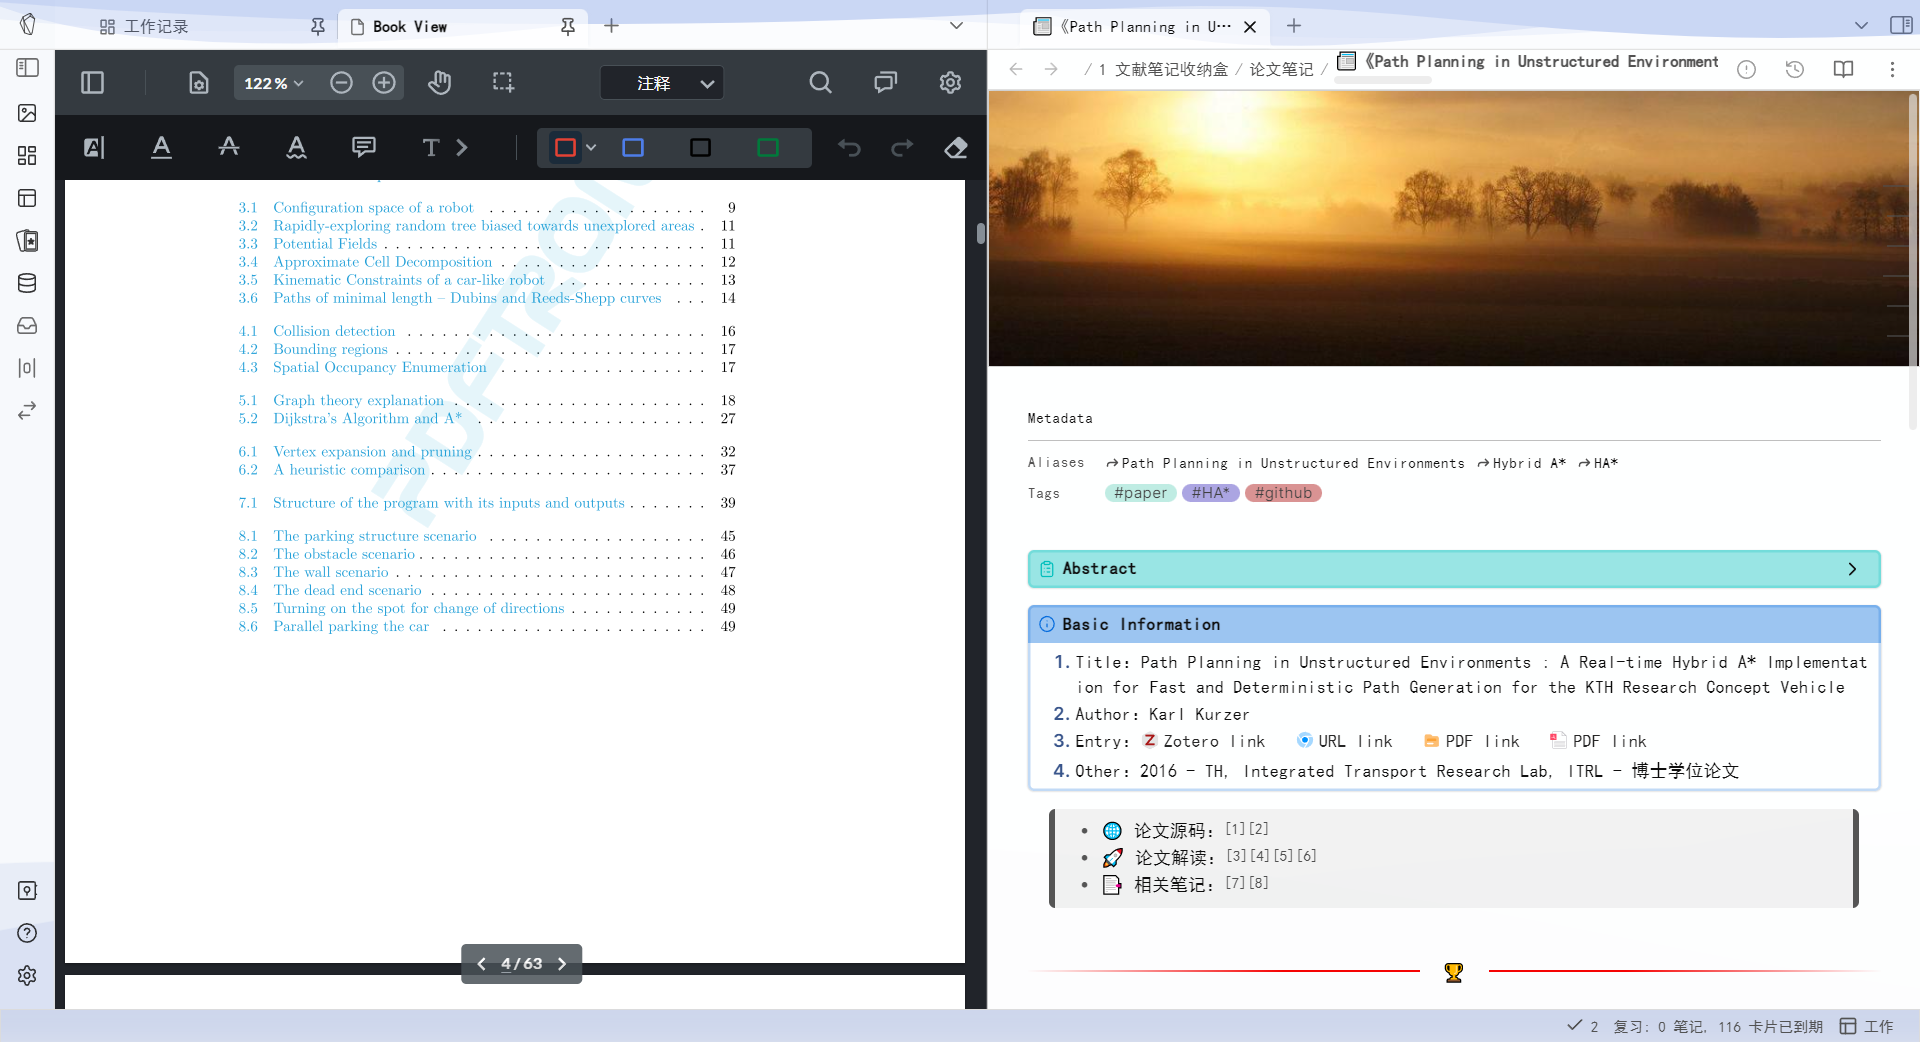 工作记录
Book View
《Path Planning in U…
122%
注释
/ 1 文献笔记收纳盒 / 论文笔记 / 《Path Planning in Unstructured Environment
3.1 Configuration space of a robot . . . . . . . . . . . . . . . . . . . 9
3.2 Rapidly-exploring random tree biased towards unexplored areas . 11
3.3 Potential Fields . . . . . . . . . . . . . . . . . . . . . . . . . . . . 11
3.4 Approximate Cell Decomposition . . . . . . . . . . . . . . . . . . 12
3.5 Kinematic Constraints of a car-like robot . . . . . . . . . . . . . 13
3.6 Paths of minimal length – Dubins and Reeds-Shepp curves . . . 14
4.1 Collision detection . . . . . . . . . . . . . . . . . . . . . . . . . . 16
4.2 Bounding regions . . . . . . . . . . . . . . . . . . . . . . . . . . . 17
4.3 Spatial Occupancy Enumeration . . . . . . . . . . . . . . . . . . 17
5.1 Graph theory explanation . . . . . . . . . . . . . . . . . . . . . . 18
5.2 Dijkstra's Algorithm and A* . . . . . . . . . . . . . . . . . . . . 27
6.1 Vertex expansion and pruning . . . . . . . . . . . . . . . . . . . . 32
6.2 A heuristic comparison . . . . . . . . . . . . . . . . . . . . . . . . 37
7.1 Structure of the program with its inputs and outputs . . . . . . . 39
8.1 The parking structure scenario . . . . . . . . . . . . . . . . . . . 45
8.2 The obstacle scenario . . . . . . . . . . . . . . . . . . . . . . . . . 46
8.3 The wall scenario . . . . . . . . . . . . . . . . . . . . . . . . . . . 47
8.4 The dead end scenario . . . . . . . . . . . . . . . . . . . . . . . . 48
8.5 Turning on the spot for change of directions . . . . . . . . . . . . 49
8.6 Parallel parking the car . . . . . . . . . . . . . . . . . . . . . . . 49
PDFTRON
4/63
Metadata
Aliases Path Planning in Unstructured Environments Hybrid A* HA*
Tags #paper #HA* #github
Abstract
Basic Information
1. Title：Path Planning in Unstructured Environments : A Real-time Hybrid A* Implementat
ion for Fast and Deterministic Path Generation for the KTH Research Concept Vehicle
2. Author：Karl Kurzer
3. Entry： Zotero link URL link PDF link PDF link
4. Other：2016 - TH, Integrated Transport Research Lab, ITRL - 博士学位论文
• 论文源码：[1][2]
• 论文解读：[3][4][5][6]
• 相关笔记：[7][8]
2 复习: 0 笔记, 116 卡片已到期 工作